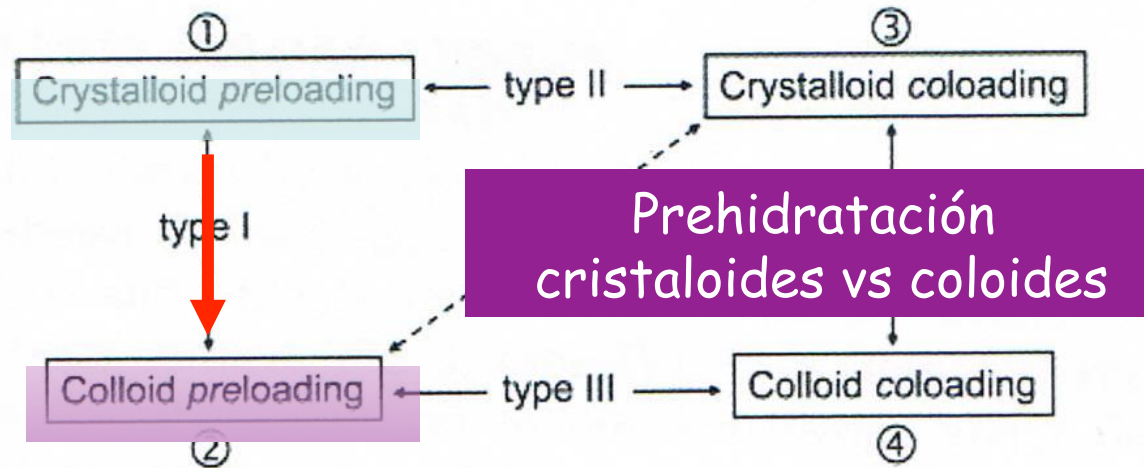 ① ③
Crystalloid preloading type II Crystalloid coloading
type I
Prehidratación
cristaloides vs coloides
Colloid preloading type III Colloid coloading
② ④